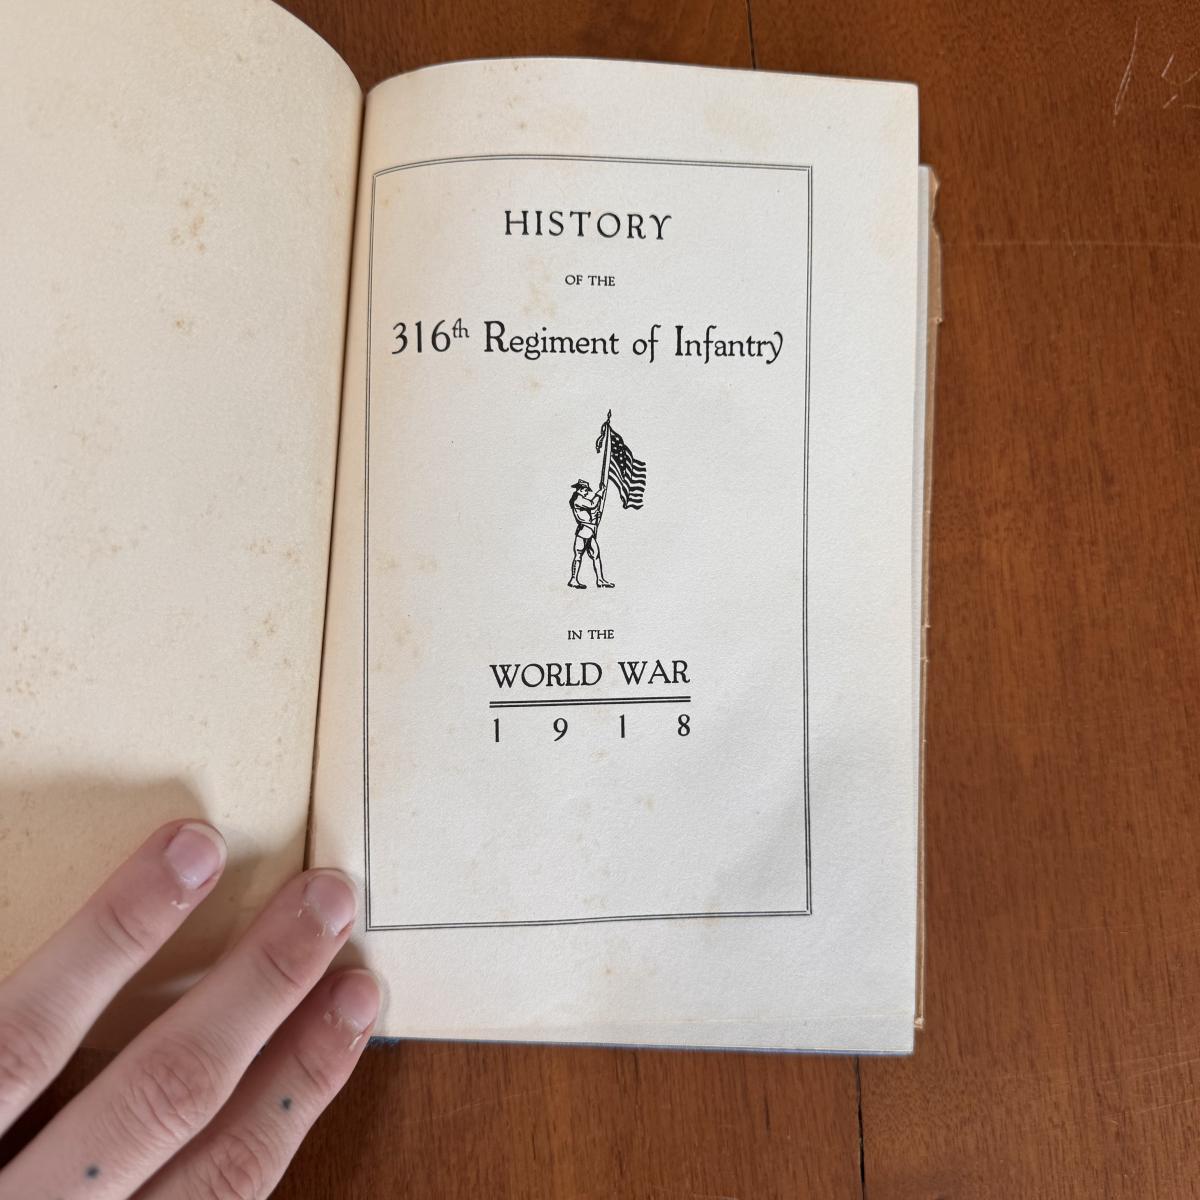 HISTORY
OF THE
316th Regiment of Infantry
IN THE
WORLD WAR
1 9 1 8